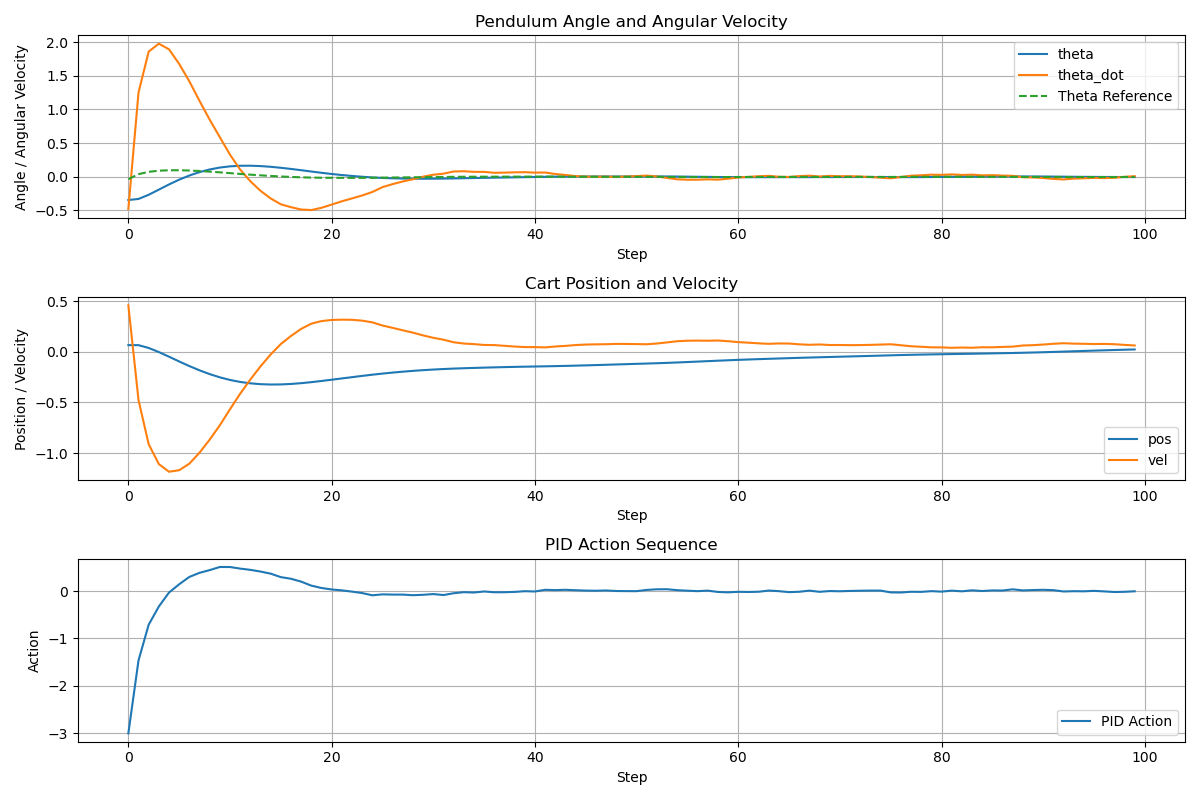 Pendulum Angle and Angular Velocity
Angle / Angular Velocity
2.0
1.5
1.0
0.5
0.0
−0.5
theta
theta_dot
Theta Reference
0 20 40 60 80 100
Step
Cart Position and Velocity
Position / Velocity
0.5
0.0
−0.5
−1.0
pos
vel
0 20 40 60 80 100
Step
PID Action Sequence
Action
0
−1
−2
−3
PID Action
0 20 40 60 80 100
Step